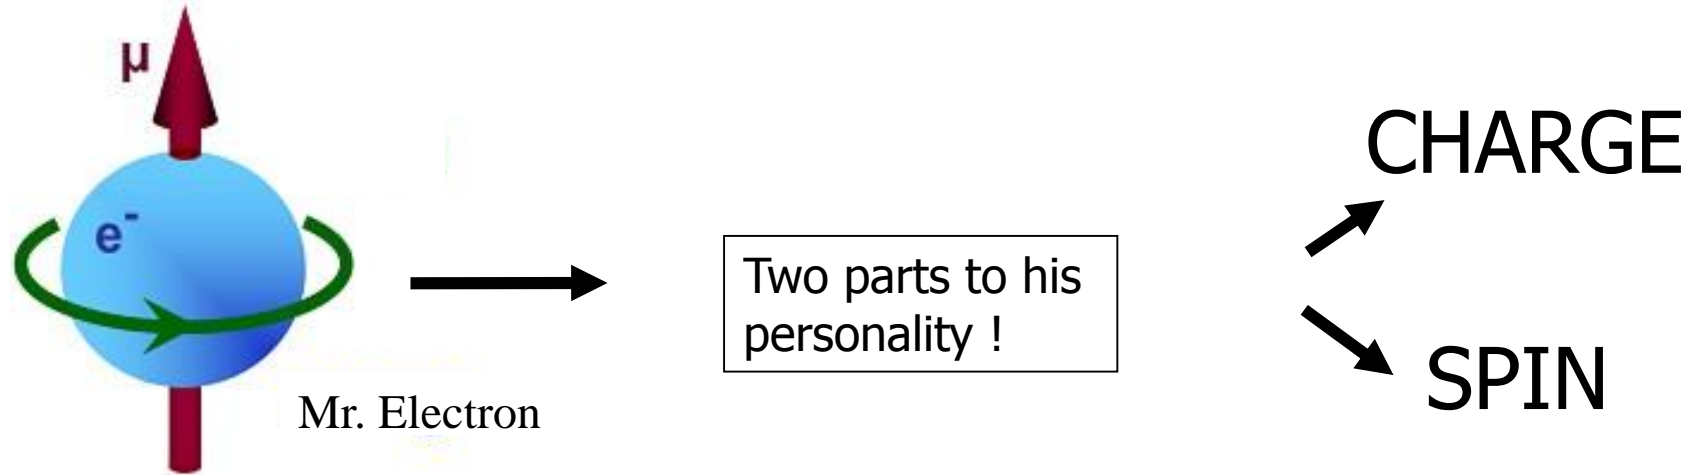 μ
e⁻
Mr. Electron
Two parts to his
personality !
CHARGE
SPIN